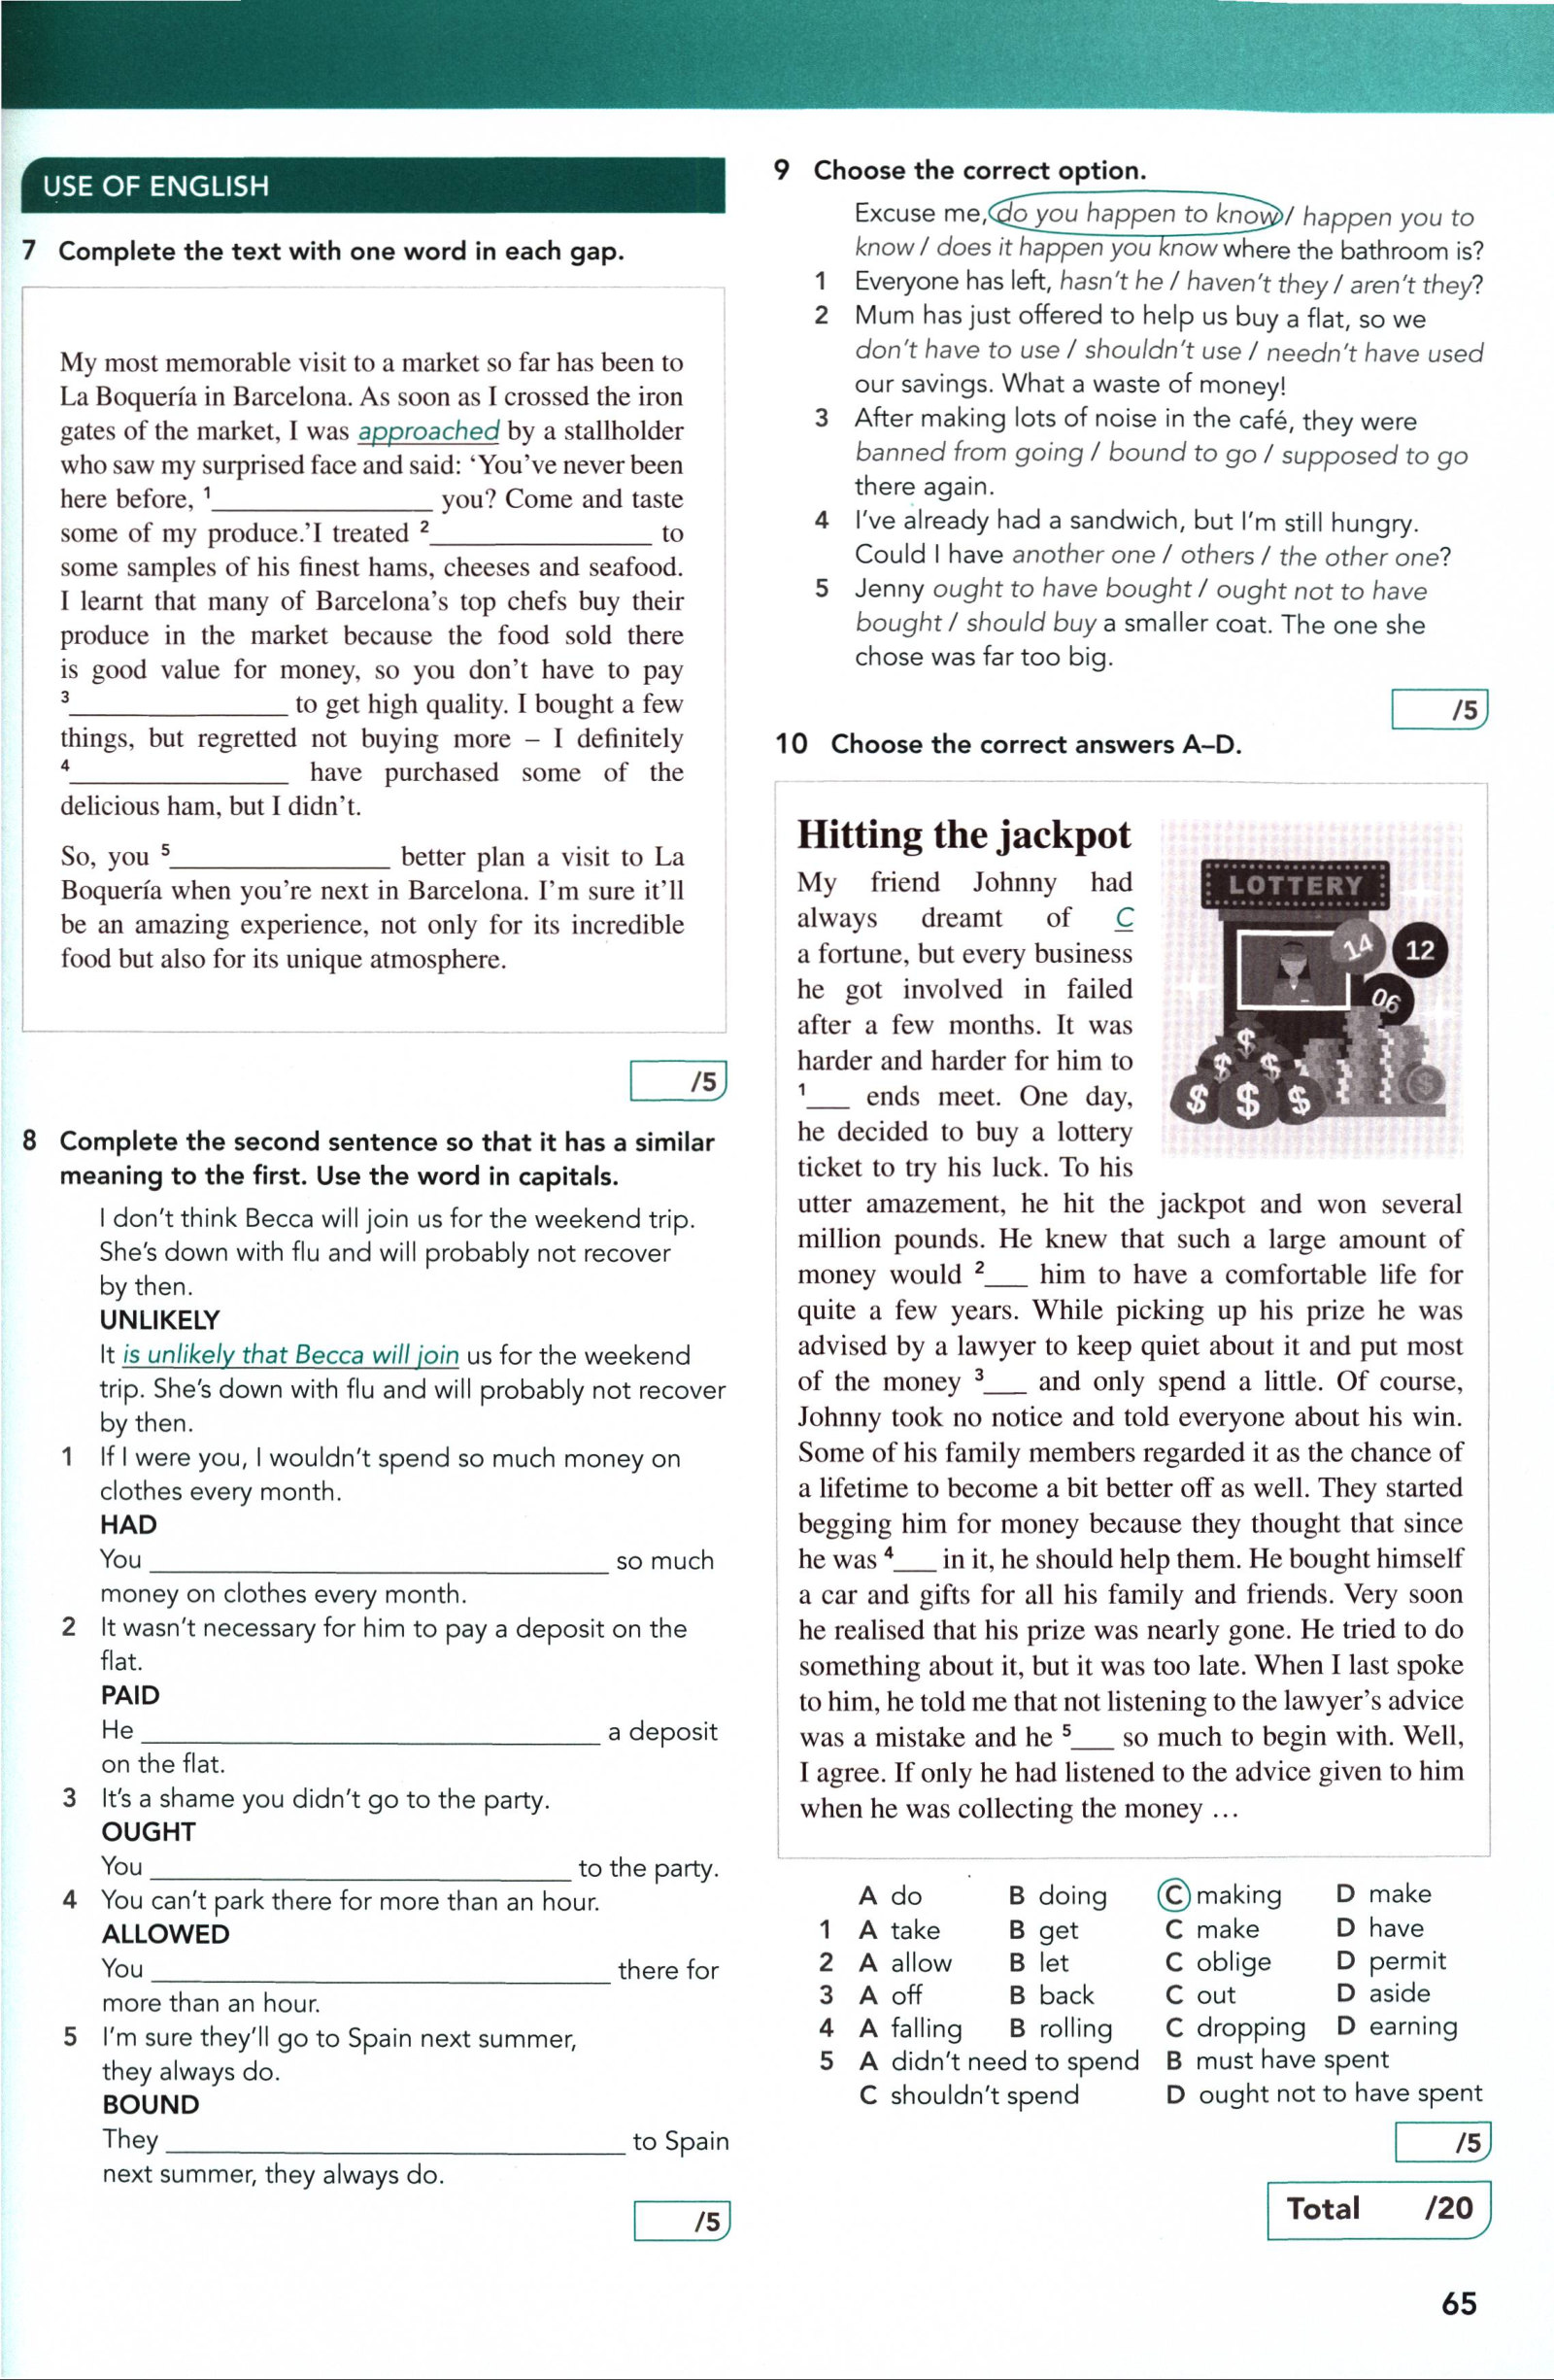 USE OF ENGLISH
7 Complete the text with one word in each gap.
My most memorable visit to a market so far has been to
La Boquería in Barcelona. As soon as I crossed the iron
gates of the market, I was approached by a stallholder
who saw my surprised face and said: ‘You’ve never been
here before, 1_______________ you? Come and taste
some of my produce.’I treated 2_______________ to
some samples of his finest hams, cheeses and seafood.
I learnt that many of Barcelona’s top chefs buy their
produce in the market because the food sold there
is good value for money, so you don’t have to pay
3_______________ to get high quality. I bought a few
things, but regretted not buying more – I definitely
4_______________ have purchased some of the
delicious ham, but I didn’t.
So, you 5_______________ better plan a visit to La
Boquería when you’re next in Barcelona. I’m sure it’ll
be an amazing experience, not only for its incredible
food but also for its unique atmosphere.
/5
8 Complete the second sentence so that it has a similar
meaning to the first. Use the word in capitals.
I don’t think Becca will join us for the weekend trip.
She’s down with flu and will probably not recover
by then.
UNLIKELY
It is unlikely that Becca will join us for the weekend
trip. She’s down with flu and will probably not recover
by then.
1 If I were you, I wouldn’t spend so much money on
clothes every month.
HAD
You _______________ so much
money on clothes every month.
2 It wasn’t necessary for him to pay a deposit on the
flat.
PAID
He _______________ a deposit
on the flat.
3 It’s a shame you didn’t go to the party.
OUGHT
You _______________ to the party.
4 You can’t park there for more than an hour.
ALLOWED
You _______________ there for
more than an hour.
5 I’m sure they’ll go to Spain next summer,
they always do.
BOUND
They _______________ to Spain
next summer, they always do.
/5
9 Choose the correct option.
Excuse me, do you happen to know / happen you to
know / does it happen you know where the bathroom is?
1 Everyone has left, hasn’t he / haven’t they / aren’t they?
2 Mum has just offered to help us buy a flat, so we
don’t have to use / shouldn’t use / needn’t have used
our savings. What a waste of money!
3 After making lots of noise in the café, they were
banned from going / bound to go / supposed to go
there again.
4 I’ve already had a sandwich, but I’m still hungry.
Could I have another one / others / the other one?
5 Jenny ought to have bought / ought not to have
bought / should buy a smaller coat. The one she
chose was far too big.
/5
10 Choose the correct answers A–D.
Hitting the jackpot
LOTTERY
14
12
06
$
$ $
$ $ $
$
My friend Johnny had
always dreamt of C
a fortune, but every business
he got involved in failed
after a few months. It was
harder and harder for him to
1___ ends meet. One day,
he decided to buy a lottery
ticket to try his luck. To his
utter amazement, he hit the jackpot and won several
million pounds. He knew that such a large amount of
money would 2___ him to have a comfortable life for
quite a few years. While picking up his prize he was
advised by a lawyer to keep quiet about it and put most
of the money 3___ and only spend a little. Of course,
Johnny took no notice and told everyone about his win.
Some of his family members regarded it as the chance of
a lifetime to become a bit better off as well. They started
begging him for money because they thought that since
he was 4___ in it, he should help them. He bought himself
a car and gifts for all his family and friends. Very soon
he realised that his prize was nearly gone. He tried to do
something about it, but it was too late. When I last spoke
to him, he told me that not listening to the lawyer’s advice
was a mistake and he 5___ so much to begin with. Well,
I agree. If only he had listened to the advice given to him
when he was collecting the money …
A do B doing C making D make
1 A take B get C make D have
2 A allow B let C oblige D permit
3 A off B back C out D aside
4 A falling B rolling C dropping D earning
5 A didn’t need to spend B must have spent
C shouldn’t spend D ought not to have spent
/5
Total /20
65